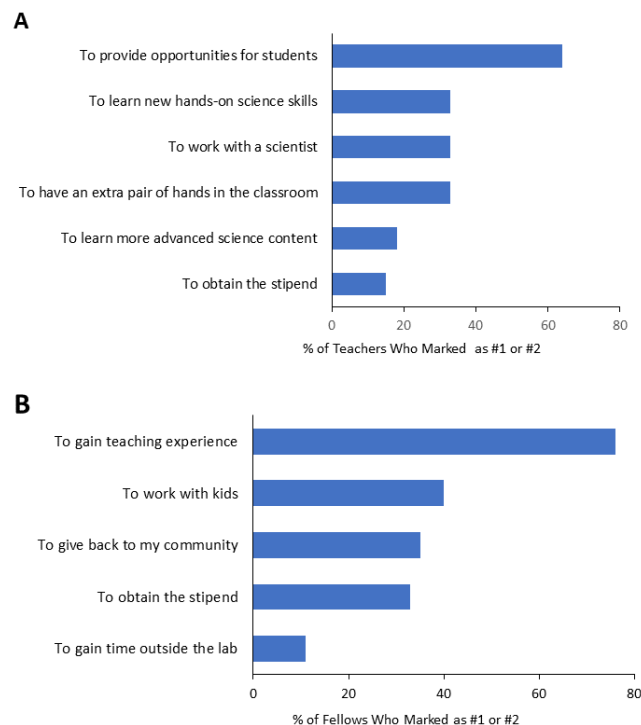 A
To provide opportunities for students
To learn new hands-on science skills
To work with a scientist
To have an extra pair of hands in the classroom
To learn more advanced science content
To obtain the stipend
0 20 40 60 80
% of Teachers Who Marked as #1 or #2
B
To gain teaching experience
To work with kids
To give back to my community
To obtain the stipend
To gain time outside the lab
0 20 40 60 80
% of Fellows Who Marked as #1 or #2